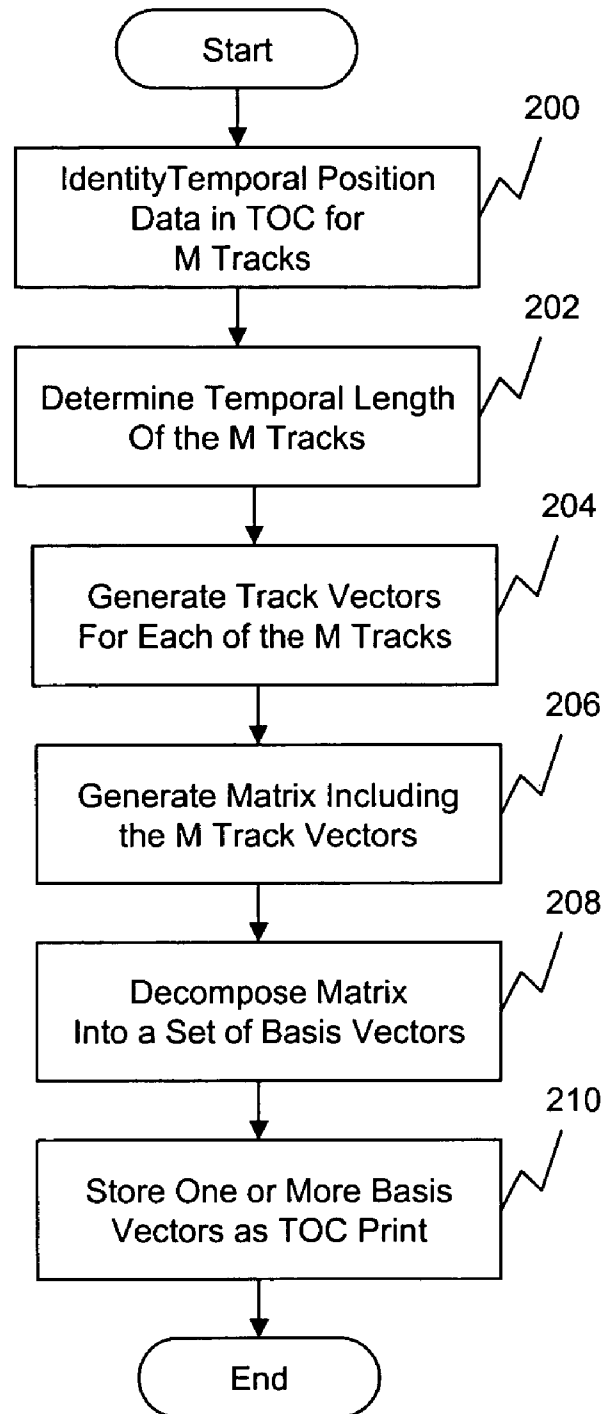 Start
200
IdentityTemporal Position
Data in TOC for
M Tracks
202
Determine Temporal Length
Of the M Tracks
204
Generate Track Vectors
For Each of the M Tracks
206
Generate Matrix Including
the M Track Vectors
208
Decompose Matrix
Into a Set of Basis Vectors
210
Store One or More Basis
Vectors as TOC Print
End